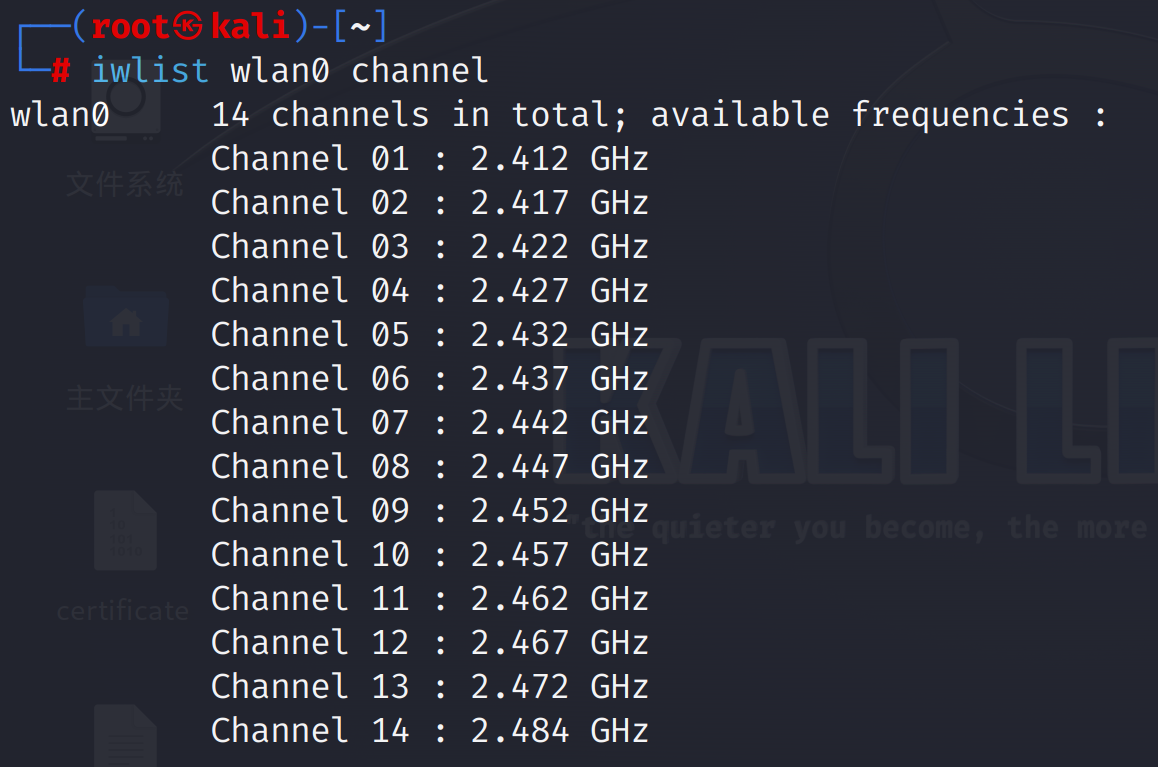 (root㉿kali)-[~]
# iwlist wlan0 channel
wlan0 14 channels in total; available frequencies :
Channel 01 : 2.412 GHz
文件系统
Channel 02 : 2.417 GHz
Channel 03 : 2.422 GHz
Channel 04 : 2.427 GHz
Channel 05 : 2.432 GHz
Channel 06 : 2.437 GHz
主文件夹
KALI LI
Channel 07 : 2.442 GHz
Channel 08 : 2.447 GHz
Channel 09 : 2.452 GHz
"the quieter you become, the more
Channel 10 : 2.457 GHz
Channel 11 : 2.462 GHz
certificate
Channel 12 : 2.467 GHz
Channel 13 : 2.472 GHz
Channel 14 : 2.484 GHz